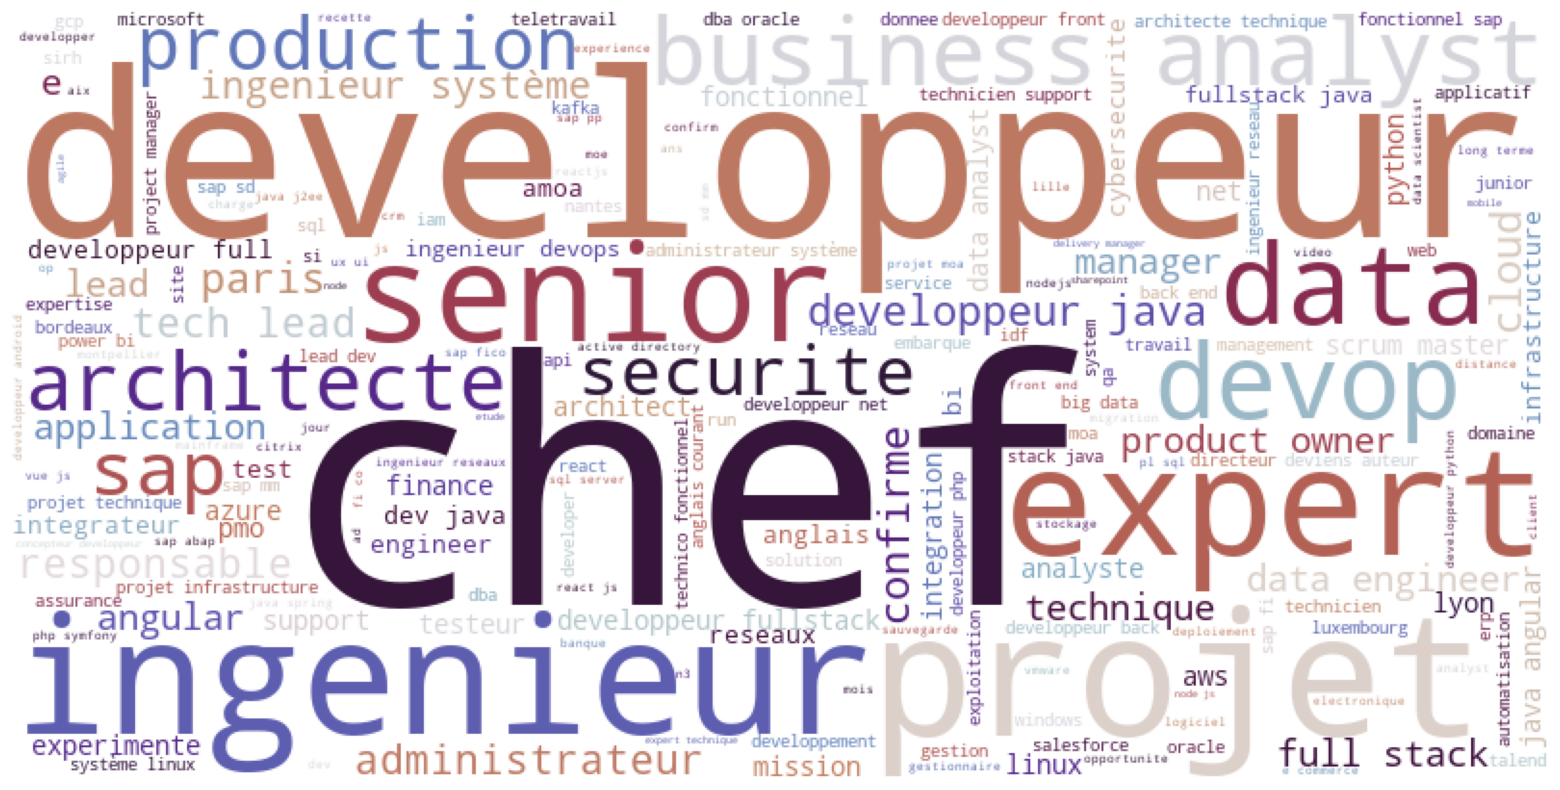 gcp
microsoft
recette
teletravail
dba oracle
donnee
developpeur front
architecte technique
fonctionnel sap
developper
production
business analyst
sirh
experience
e
aix
ingenieur système
fonctionnel
technicien support
cybersecurite
fullstack java
applicatif
kafka
sap pp
confirm
project manager
developpeur
data analyst
ingenieur reseau
python
data scientist
agile
moe
ans
long terme
reactjs
sap sd
java j2ee
charge
amoa
lille
net
junior
nantes
sd mm
mobile
crm
iam
sql
developpeur full
si
js
ingenieur devops
administrateur système
delivery manager
video
web
cloud
infrastructure
op
lead
site
paris
ux ui
node
senior
projet moa
service
manager
nodejs
sharepoint
back end
data
expertise
bordeaux
tech lead
developpeur java
reseau
power bi
montpellier
lead dev
sap fico
api
active directory
embarque
idf
system
travail
management
scrum master
developpeur android
architecte
securite
chef
front end
qa
devop
distance
architect
run
developpeur net
bi
big data
migration
application
etude
jour
mainframe
citrix
moa
product owner
domaine
sap
test
ingenieur reseaux
react
technico fonctionnel
anglais courant
confirme
stack java
pl sql
directeur
deviens auteur
vue js
sap mm
finance
sql server
integration
developpeur php
expert
developpeur python
client
projet technique
azure
fi co
dev java
integrateur
pmo
ad
engineer
developer
anglais
stockage
concepteur developpeur
sap abap
solution
responsable
analyste
data engineer
projet infrastructure
dba
react js
assurance
java spring
technique
technicien
lyon
angular
support
testeur
developpeur fullstack
sauvegarde
developpeur back
deploiement
sap fi
luxembourg
erp
php symfony
banque
reseaux
exploitation
automatisation
java angular
ingenieur
n3
mois
projet
vmware
aws
node js
analyst
electronique
windows
logiciel
experimente
expert technique
developpement
gestion
salesforce
oracle
full stack
système linux
dev
administrateur
mission
gestionnaire
linux
opportunite
e commerce
talend